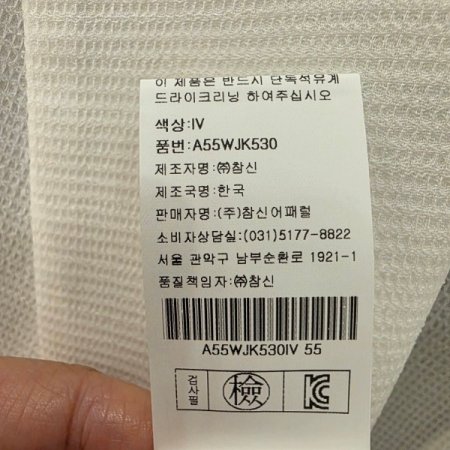 이 제품은 반드시 단독석유계
드라이크리닝 하여주십시오
색상:IV
품번:A55WJK530
제조자명:㈜참신
제조국명:한국
판매자명:(주)참신어패럴
소비자상담실:(031)5177-8822
서울 관악구 남부순환로 1921-1
품질책임자:㈜참신
A55WJK530IV 55
검사필 檢 KC